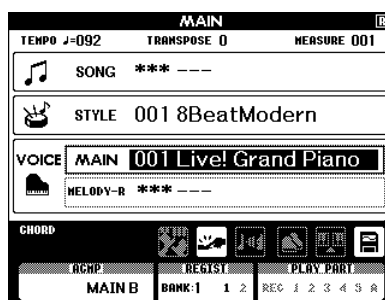 MAIN
TEMPO ♩=092 TRANSPOSE 0 MEASURE 001
SONG *** ---
STYLE 001 8BeatModern
VOICE MAIN 001 Live! Grand Piano
MELODY-R *** ---
CHORD
ACMP REGIST PLAY PART
MAIN B BANK:1 1 2 REC 1 2 3 4 5 A